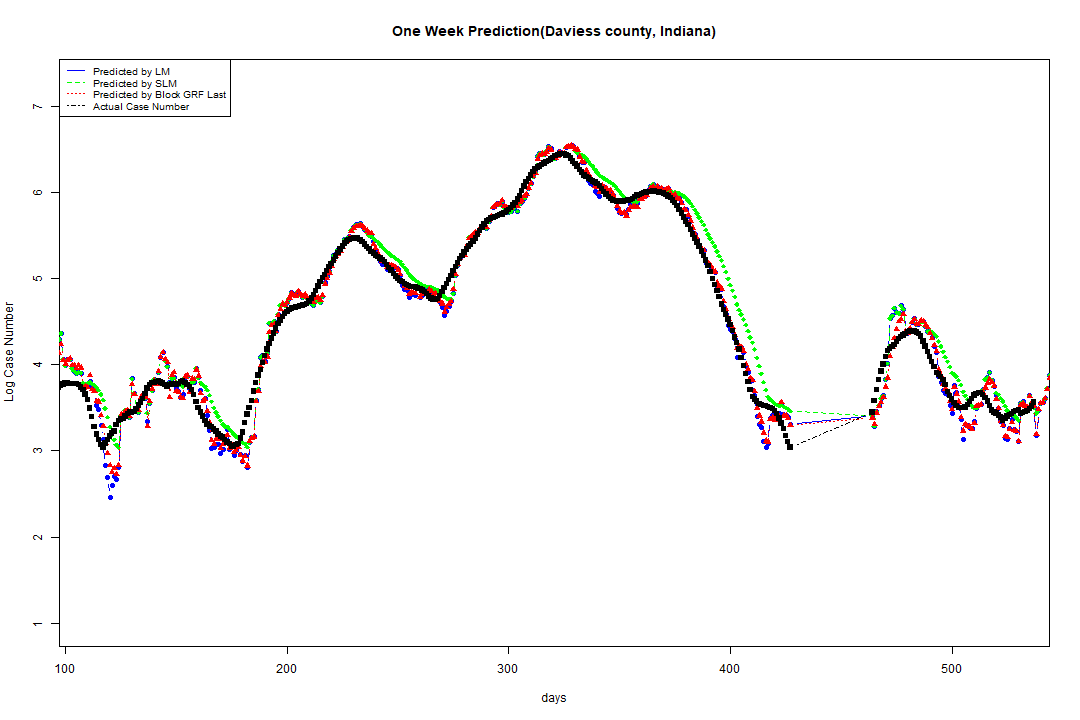 One Week Prediction(Daviess county, Indiana)
Predicted by LM
Predicted by SLM
Predicted by Block GRF Last
Actual Case Number
7
6
5
4
3
2
1
Log Case Number
100 200 300 400 500
days